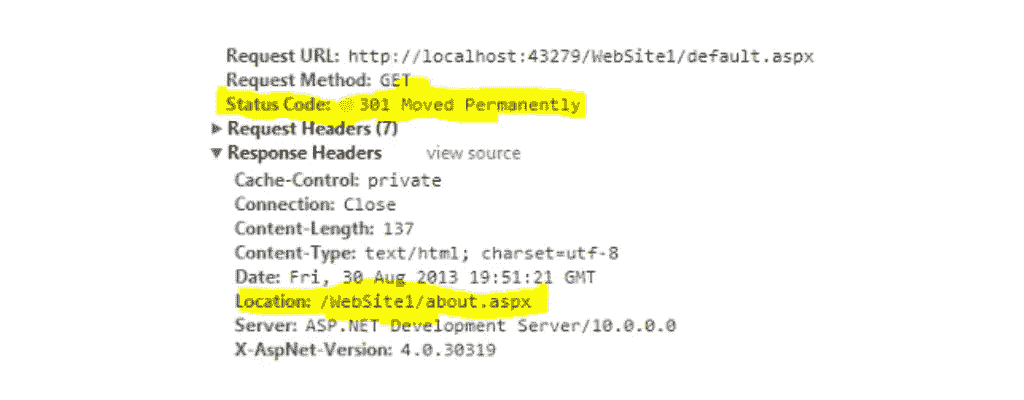 Request URL: http://localhost:43279/WebSite1/default.aspx
Request Method: GET
Status Code: 301 Moved Permanently
Request Headers (7)
Response Headers view source
Cache-Control: private
Connection: Close
Content-Length: 137
Content-Type: text/html; charset=utf-8
Date: Fri, 30 Aug 2013 19:51:21 GMT
Location: /WebSite1/about.aspx
Server: ASP.NET Development Server/10.0.0.0
X-AspNet-Version: 4.0.30319